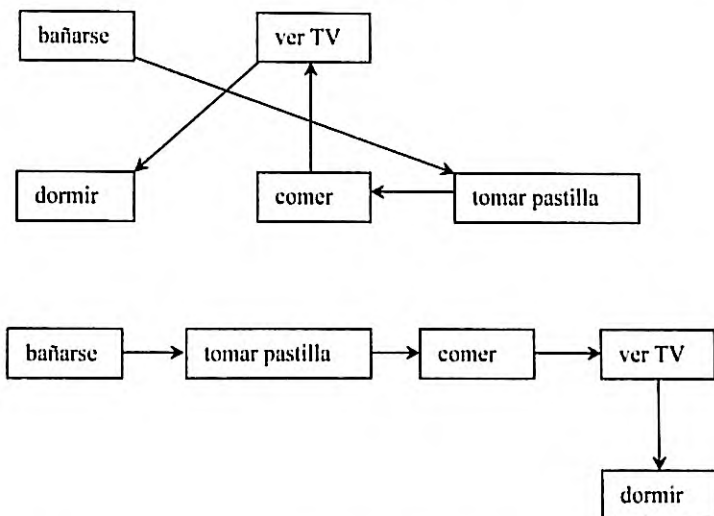 bañarse
ver TV
dormir
comer
tomar pastilla
bañarse
tomar pastilla
comer
ver TV
dormir